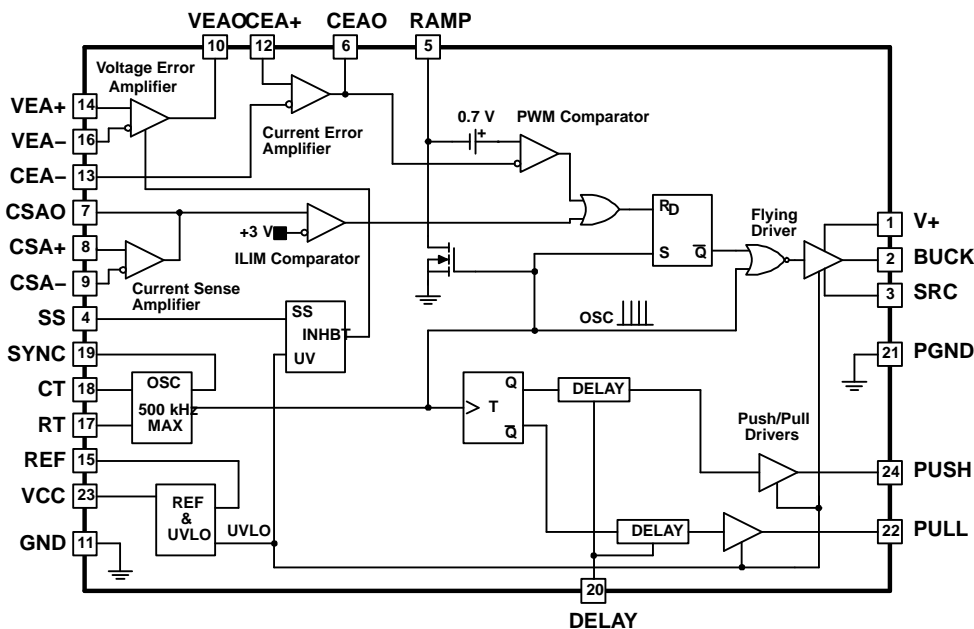 VEAO CEA+ CEAO RAMP
10 12 6 5
Voltage Error
Amplifier
VEA+ 14
VEA− 16
CEA− 13
Current Error
Amplifier
0.7 V
+
PWM Comparator
CSAO 7
CSA+ 8
CSA− 9
+3 V
ILIM Comparator
Current Sense
Amplifier
RD
S Q
Flying
Driver
1 V+
2 BUCK
3 SRC
SS 4
SS
INHBT
UV
OSC
SYNC 19
CT 18
RT 17
OSC
500 kHz
MAX
21 PGND
Q
T
Q
DELAY
Push/Pull
Drivers
REF 15
VCC 23
GND 11
REF
&
UVLO
UVLO
DELAY
24 PUSH
22 PULL
20
DELAY